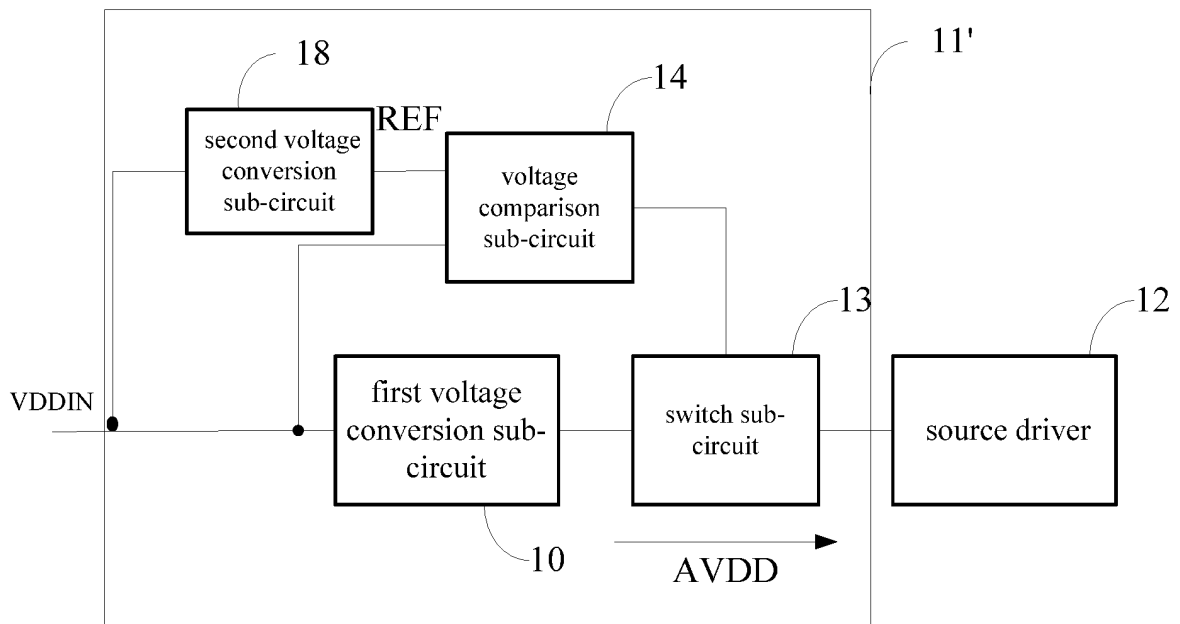 11'
18
14
REF
second voltage
conversion
sub-circuit
voltage
comparison
sub-circuit
13
12
VDDIN
first voltage
conversion sub-
circuit
switch sub-
circuit
source driver
10
AVDD